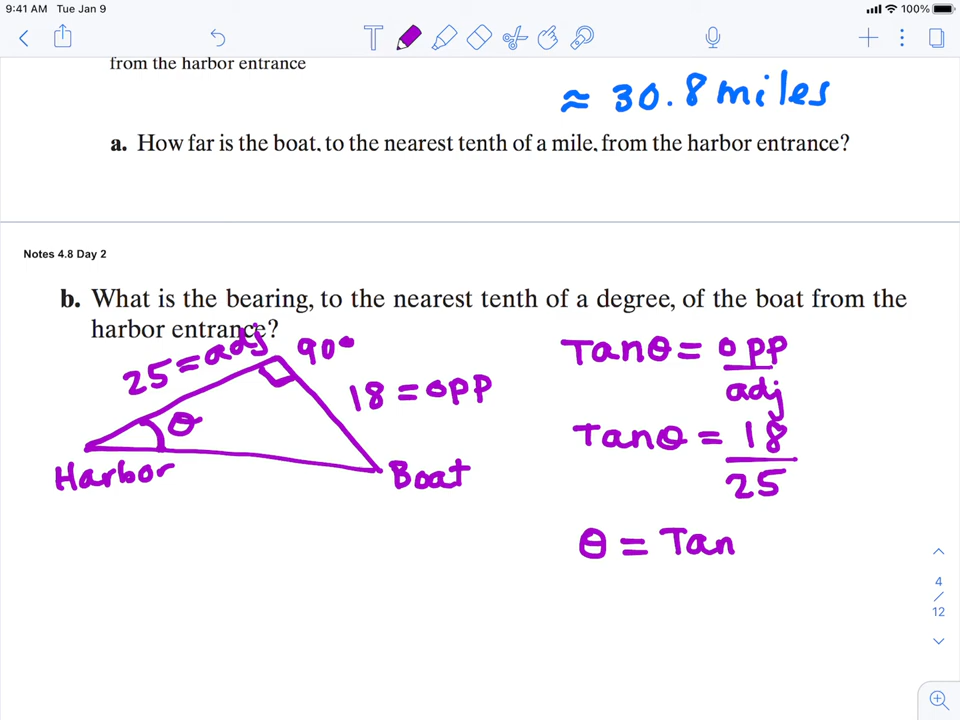 9:41 AM Tue Jan 9 100%
T
from the harbor entrance
≈ 30.8 miles
a. How far is the boat, to the nearest tenth of a mile, from the harbor entrance?
Notes 4.8 Day 2
b. What is the bearing, to the nearest tenth of a degree, of the boat from the
harbor entrance?
25 = adj
90°
18 = opp
θ
Harbor
Boat
Tanθ = opp
adj
Tanθ = 18
25
θ = Tan
4
/
12